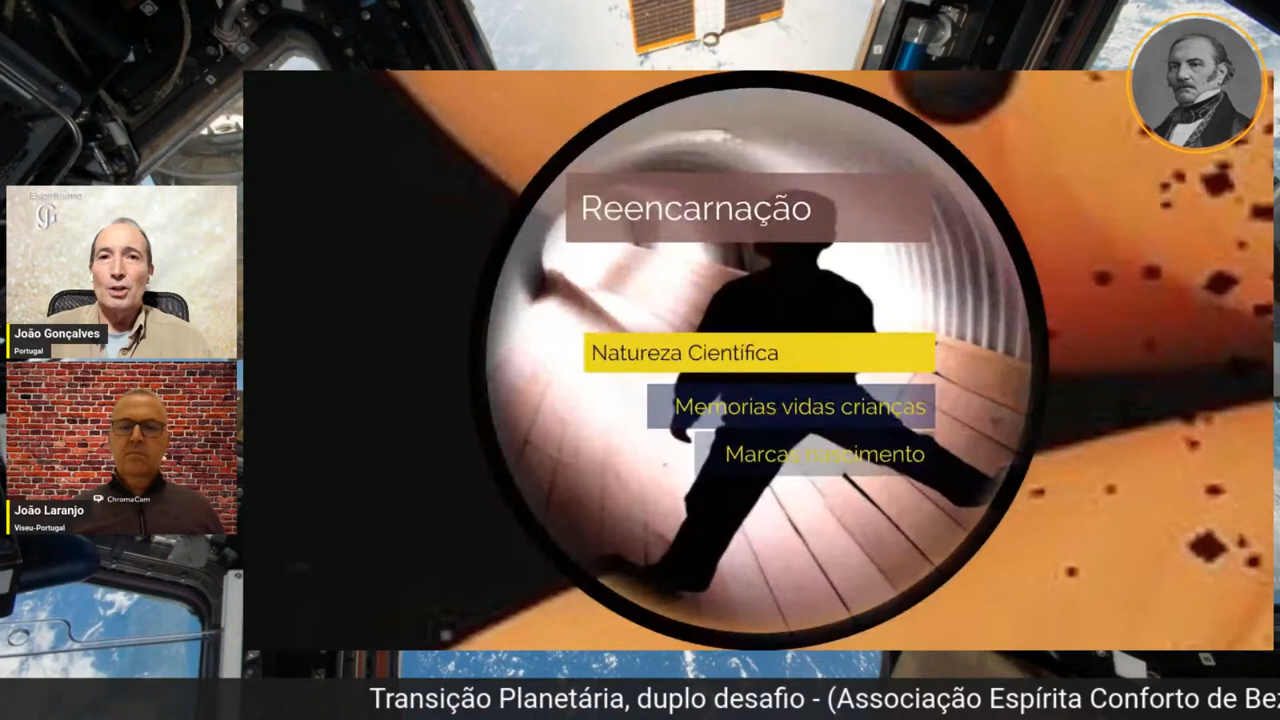 Espiritismo
João Gonçalves
Portugal
ChromaCam
João Laranjo
Viseu-Portugal
Reencarnação
Natureza Científica
Memorias vidas crianças
Marcas nascimento
Transição Planetária, duplo desafio - (Associação Espírita Conforto de Be